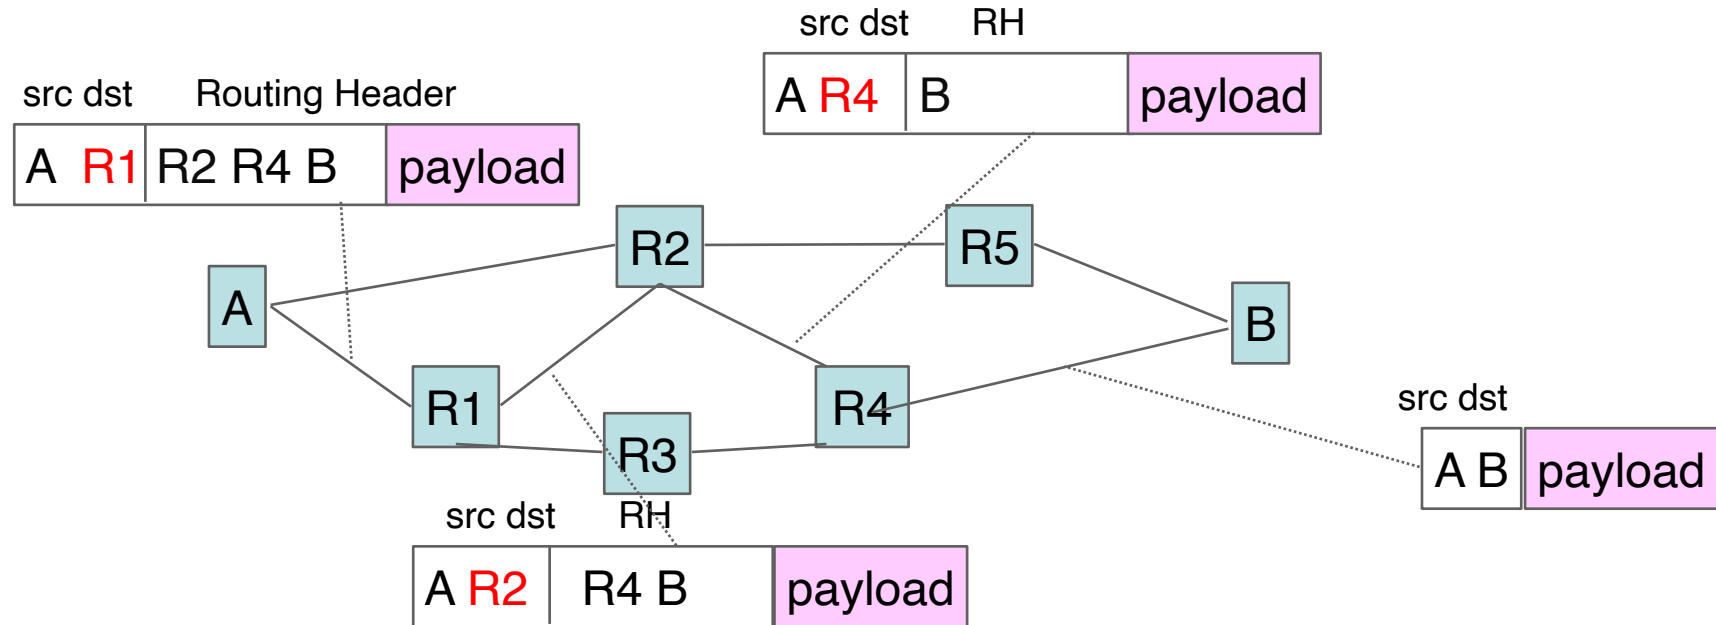 src dst RH
A R4 B payload
src dst Routing Header
A R1 R2 R4 B payload
R2 R5
A B
R1 R4
R3
src dst
A B payload
src dst RH
A R2 R4 B payload